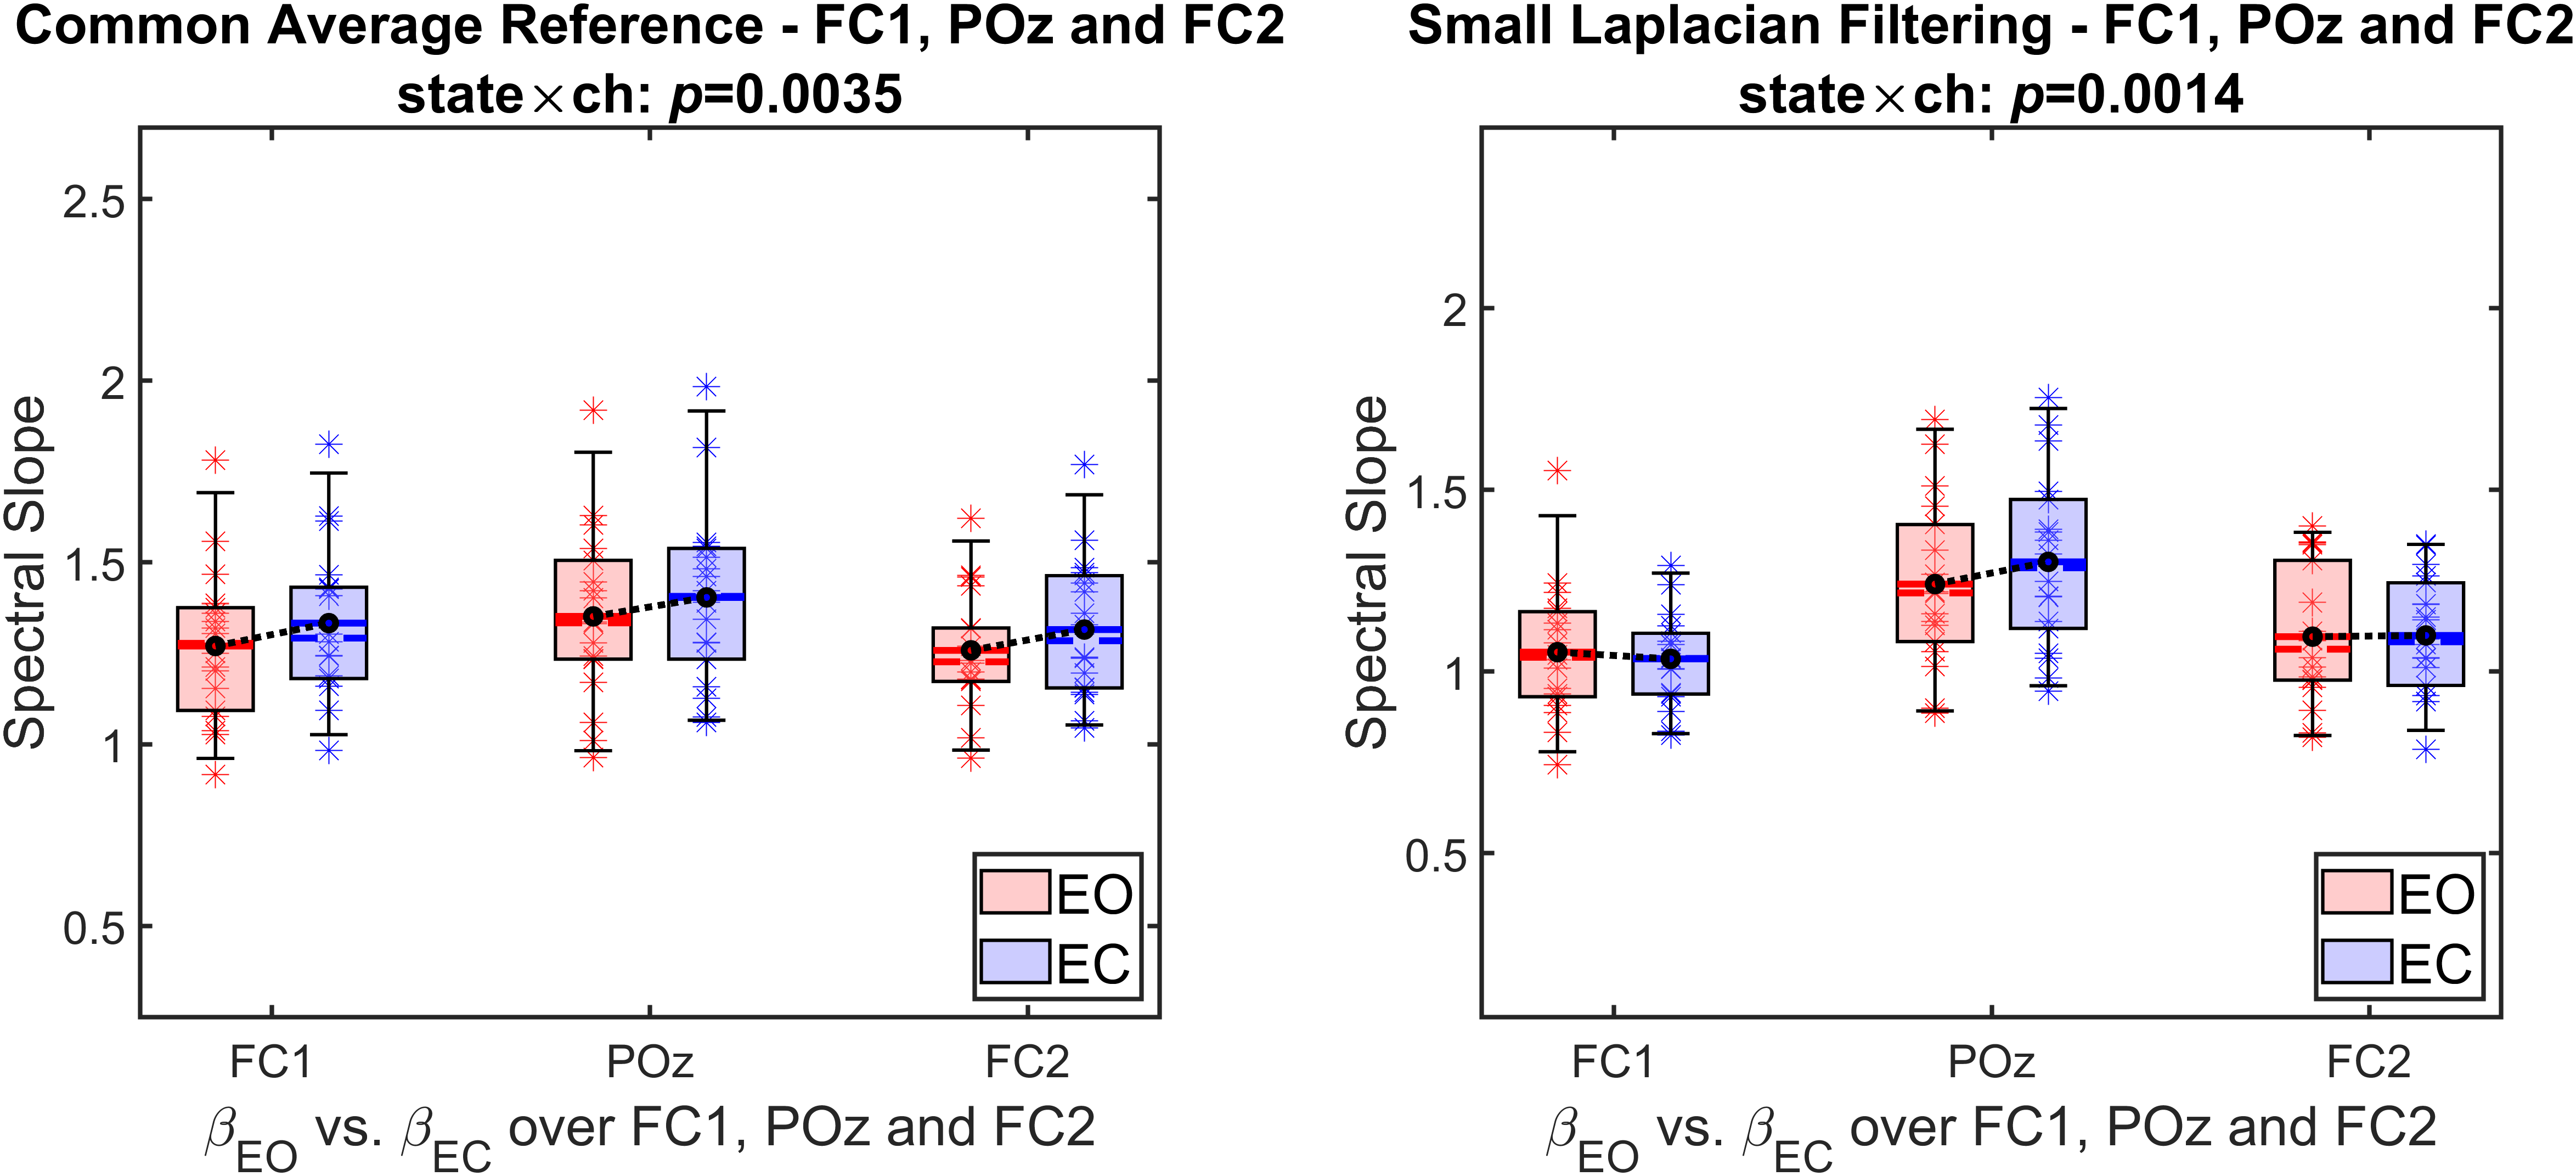 Common Average Reference - FC1, POz and FC2
state×ch: p=0.0035
Spectral Slope
2.5
2
1.5
1
0.5
EO
EC
FC1 POz FC2
βEO vs. βEC over FC1, POz and FC2
Small Laplacian Filtering - FC1, POz and FC2
state×ch: p=0.0014
Spectral Slope
2
1.5
1
0.5
EO
EC
FC1 POz FC2
βEO vs. βEC over FC1, POz and FC2